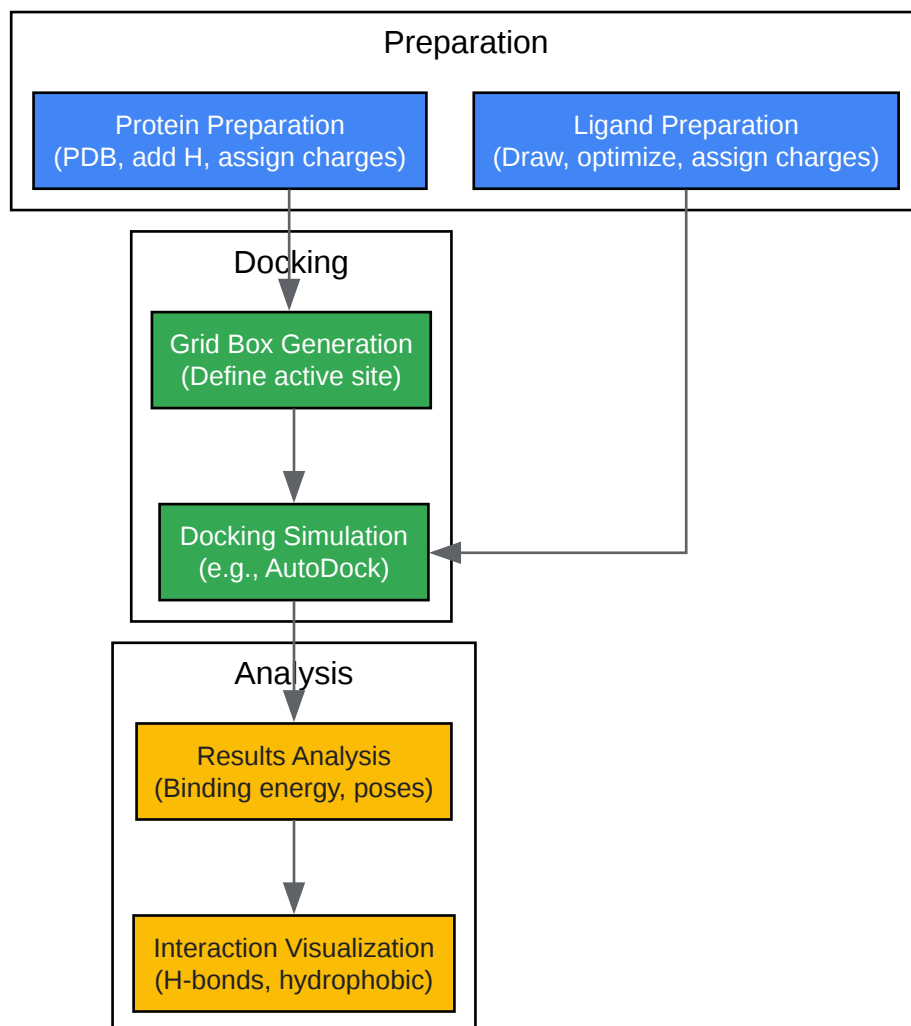 Preparation
Protein Preparation
(PDB, add H, assign charges)
Ligand Preparation
(Draw, optimize, assign charges)
Docking
Grid Box Generation
(Define active site)
Docking Simulation
(e.g., AutoDock)
Analysis
Results Analysis
(Binding energy, poses)
Interaction Visualization
(H-bonds, hydrophobic)